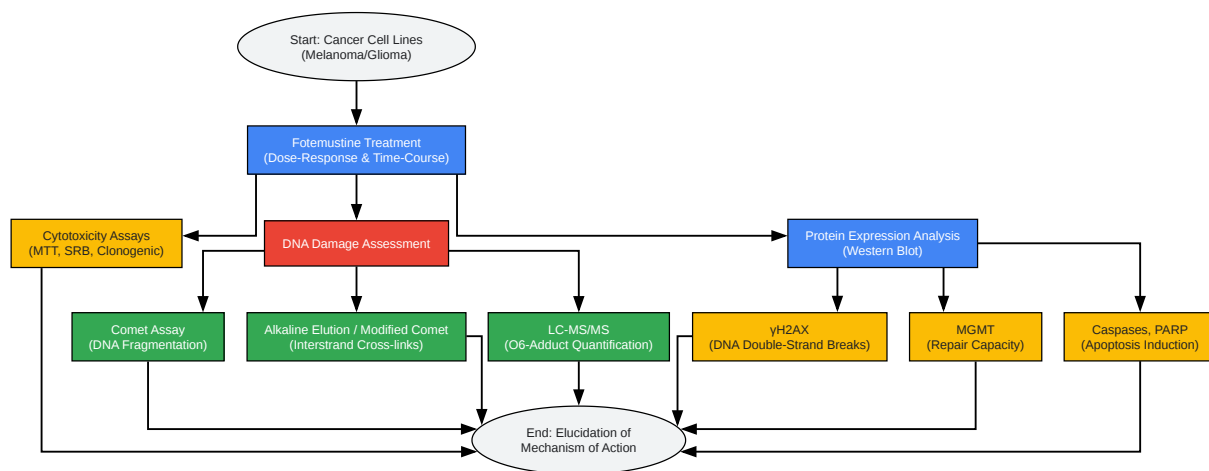 Start: Cancer Cell Lines
(Melanoma/Glioma)
Fotemustine Treatment
(Dose-Response & Time-Course)
Cytotoxicity Assays
(MTT, SRB, Clonogenic)
DNA Damage Assessment
Protein Expression Analysis
(Western Blot)
Comet Assay
(DNA Fragmentation)
Alkaline Elution / Modified Comet
(Interstrand Cross-links)
LC-MS/MS
(O6-Adduct Quantification)
γH2AX
(DNA Double-Strand Breaks)
MGMT
(Repair Capacity)
Caspases, PARP
(Apoptosis Induction)
End: Elucidation of
Mechanism of Action